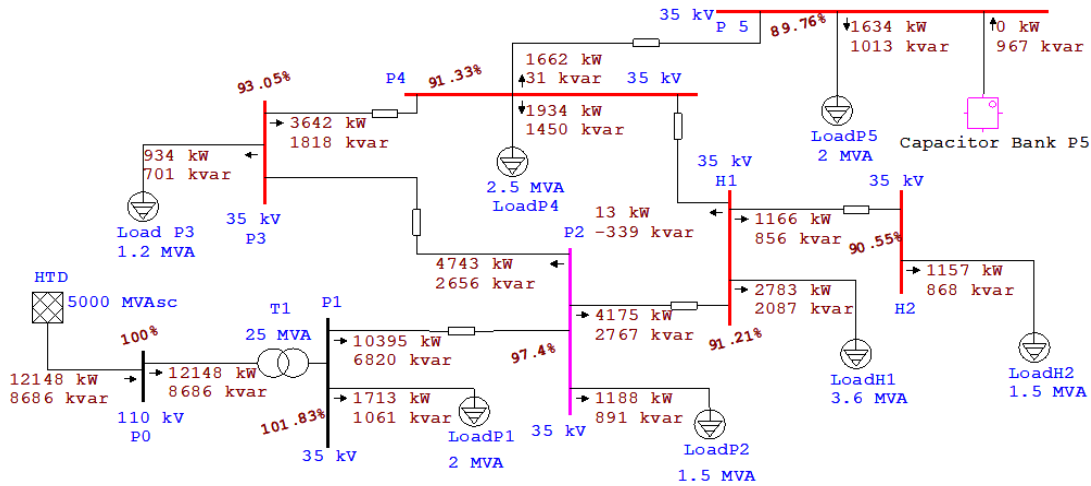 35 kV
P 5
89.76%
1634 kW
1013 kvar
0 kW
967 kvar
1662 kW
31 kvar
35 kV
P4
91.33%
93.05%
1934 kW
1450 kvar
3642 kW
1818 kvar
LoadP5
2 MVA
Capacitor Bank P5
934 kW
701 kvar
2.5 MVA
LoadP4
35 kV
H1
35 kV
Load P3
1.2 MVA
35 kV
P3
13 kW
-339 kvar
1166 kW
856 kvar
P2
90.55%
HTD
5000 MVAsc
4743 kW
2656 kvar
2783 kW
2087 kvar
1157 kW
868 kvar
H2
T1
25 MVA
P1
4175 kW
2767 kvar
91.21%
100%
10395 kW
6820 kvar
97.4%
12148 kW
8686 kvar
12148 kW
8686 kvar
LoadH1
3.6 MVA
LoadH2
1.5 MVA
110 kV
P0
101.83%
1713 kW
1061 kvar
1188 kW
891 kvar
35 kV
LoadP1
2 MVA
35 kV
LoadP2
1.5 MVA